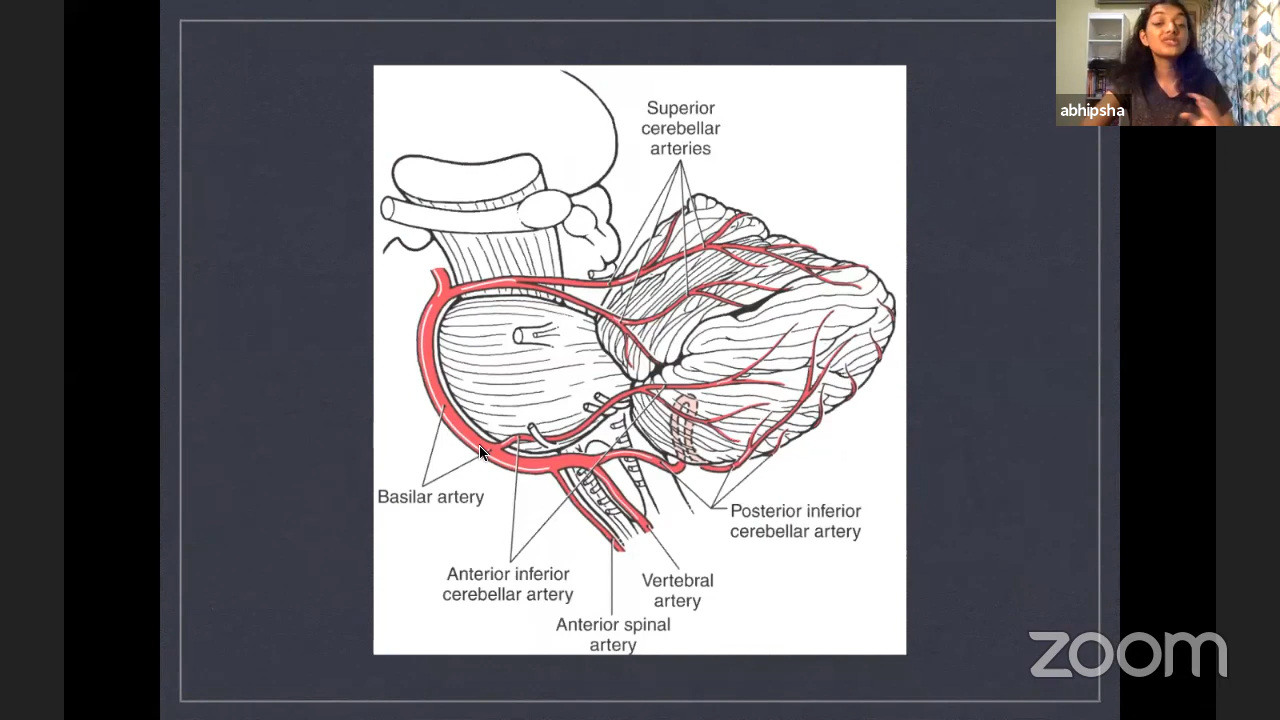 Superior
cerebellar
arteries
abhipsha
Basilar artery
Posterior inferior
cerebellar artery
Anterior inferior
cerebellar artery
Vertebral
artery
Anterior spinal
artery
zoom